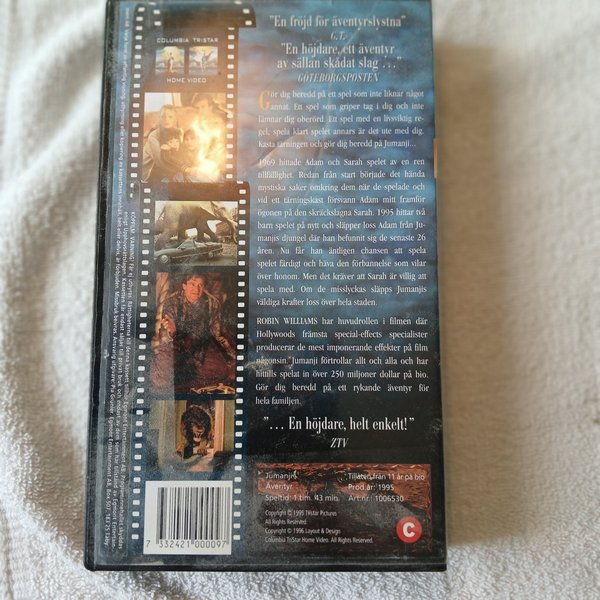 "En fröjd för äventyrslystna"
G.T.
"En höjdare, ett äventyr
av sällan skådat slag . . ."
GÖTEBORGSPOSTEN
COLUMBIA TRISTAR
HOME VIDEO
Gör dig beredd på ett spel som inte liknar något
annat. Ett spel som griper tag i dig och inte
lämnar dig oberörd. Ett spel med en livsviktig re-
gel, spela klart spelet annars är det ute med dig.
Kasta tärningen och gör dig beredd på Jumanji...
1969 hittade Adam och Sarah spelet av en ren
tillfällighet. Redan från start började det hända
mystiska saker omkring dem när de spelade och
vid ett tärningskast försvann Adam mitt framför
ögonen på den skräckslagna Sarah. 1995 hittar två
barn spelet på nytt och släpper loss Adam från Ju-
manjis djungel där han befunnit sig de senaste 26
åren. Nu får han äntligen chansen att spela
spelet färdigt och häva den förbannelse som vilar
över honom. Men det kräver att Sarah är villig att
spela med. Om de misslyckas släpps Jumanjis
väldiga krafter loss över hela staden.
ROBIN WILLIAMS har huvudrollen i filmen där
Hollywoods främsta special-effects specialister
producerar de mest imponerande effekter på film
någonsin. Jumanji förtrollar allt och alla och har
hittills spelat in över 250 miljoner dollar på bio.
Gör dig beredd på ett rykande äventyr för
hela familjen.
" . . . En höjdare, helt enkelt!"
ZTV
Jumanji
Tillåten från 11 år på bio
Äventyr
Prod.år: 1995
Speltid: 1 tim. 43 min.
Art.nr: 1006530
Copyright © 1995 TriStar Pictures
All Rights Reserved.
Copyright © 1996 Layout & Design
Columbia TriStar Home Video. All Rights Reserved.
C
7 332421 000097
KÖPFILM VARNING: Får ej uthyras.